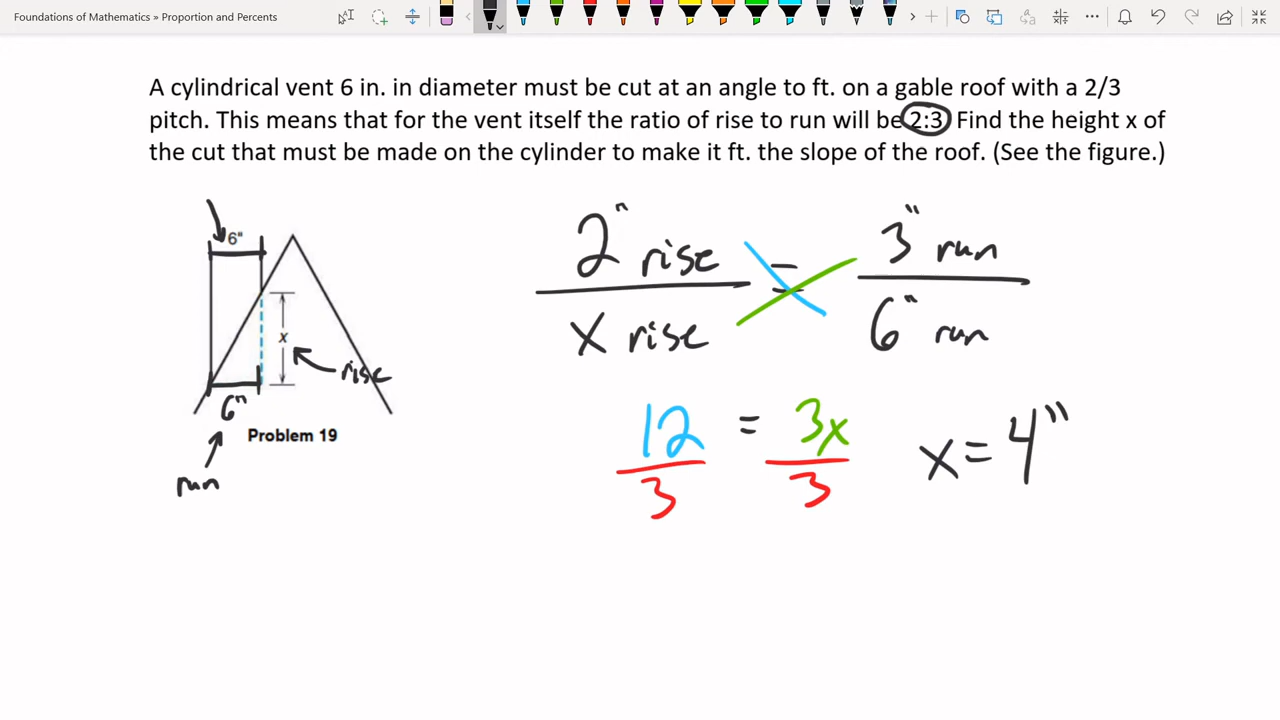 Foundations of Mathematics » Proportion and Percents
A cylindrical vent 6 in. in diameter must be cut at an angle to ft. on a gable roof with a 2/3
pitch. This means that for the vent itself the ratio of rise to run will be 2:3 Find the height x of
the cut that must be made on the cylinder to make it ft. the slope of the roof. (See the figure.)
6"
x
rise
6"
run
Problem 19
2" rise = 3" run
x rise 6" run
12 = 3x
3 3
x = 4"